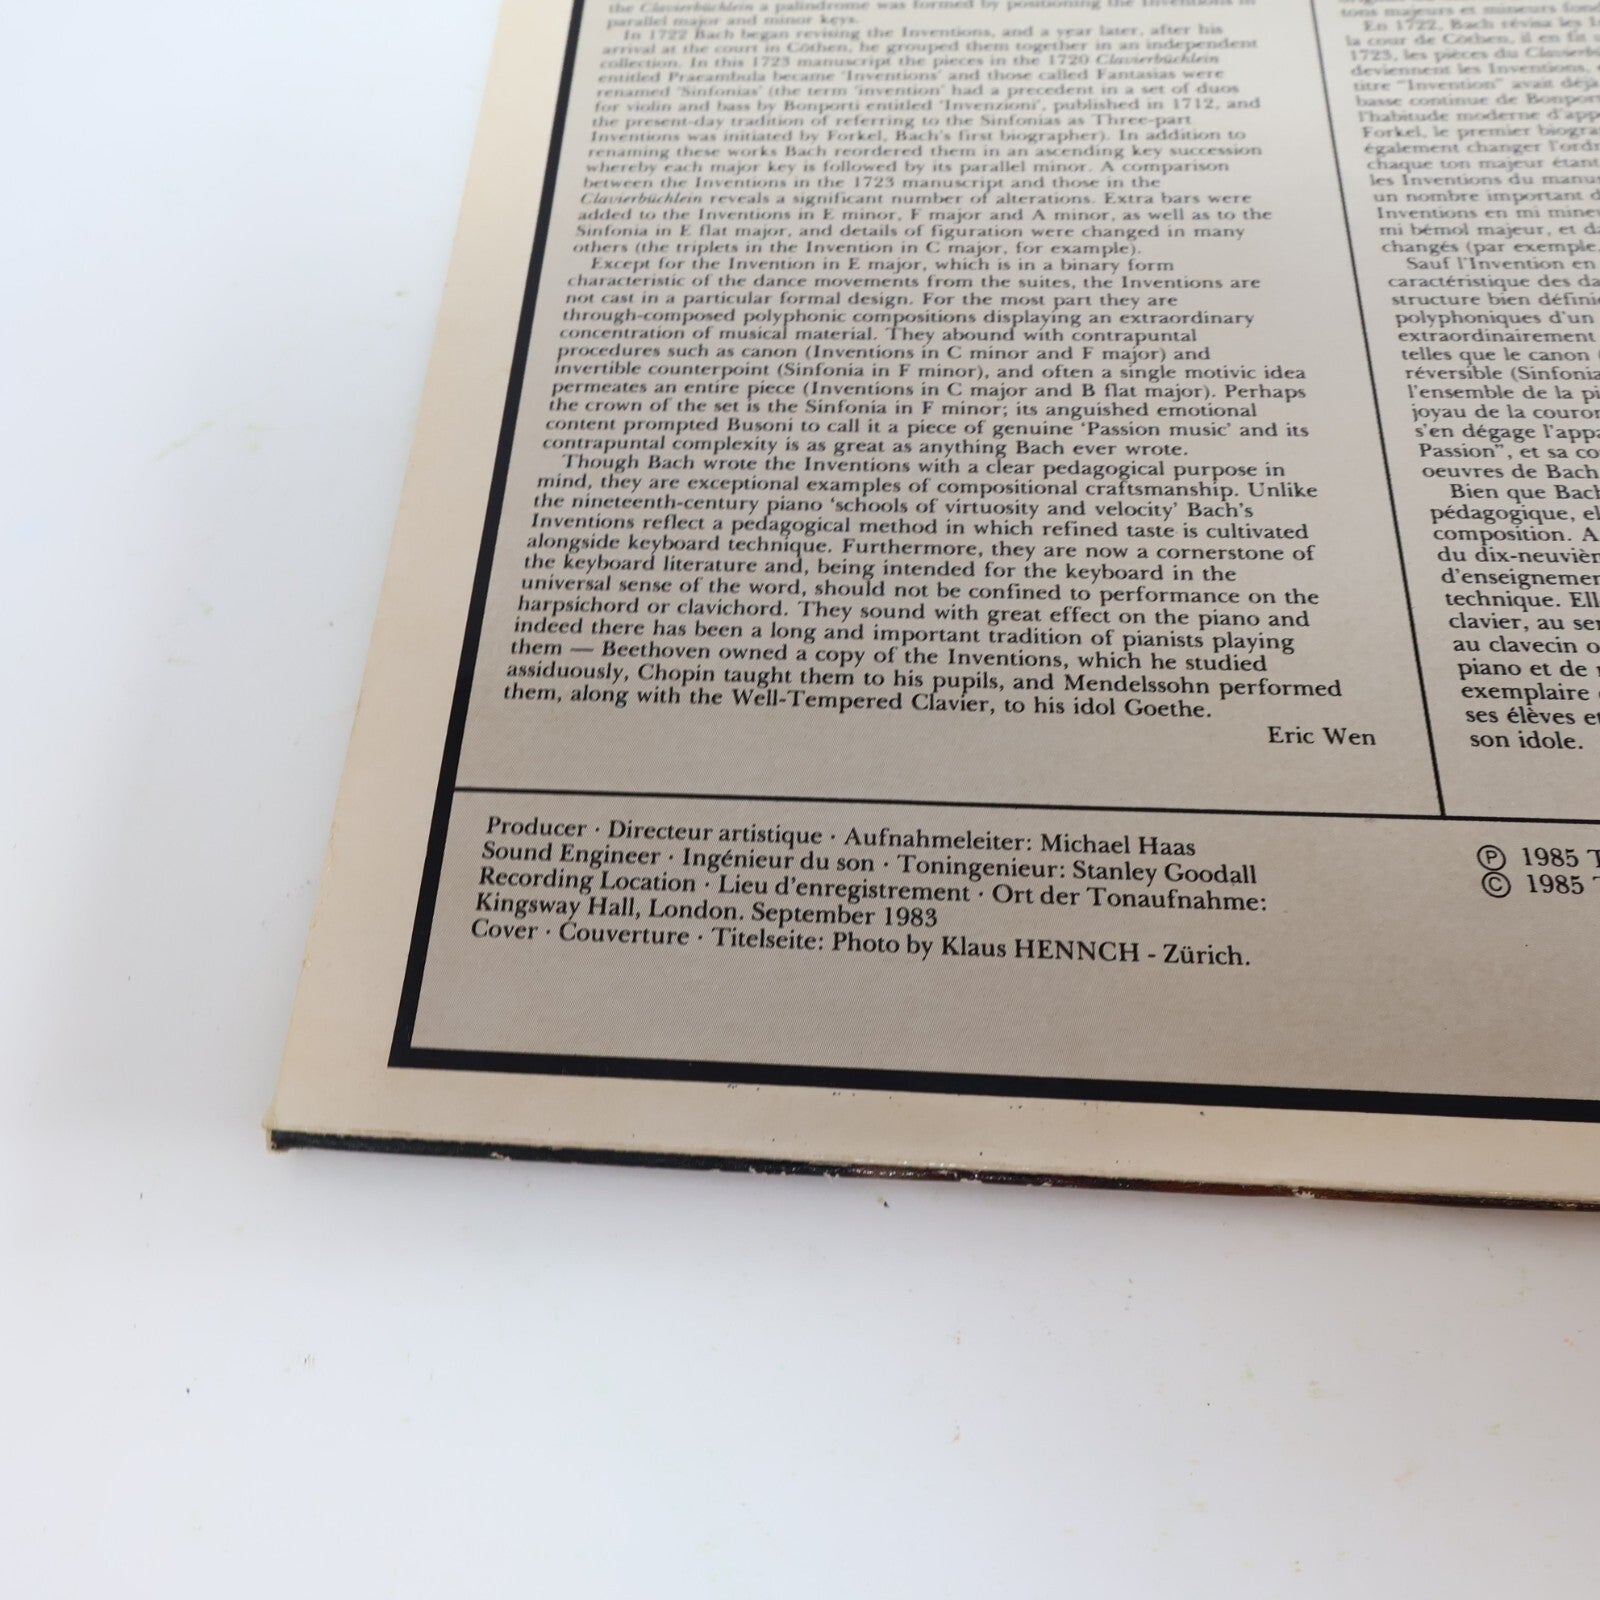 the Clavierbüchlein a palindrome was formed by positioning the Inventions in
parallel major and minor keys.
In 1722 Bach began revising the Inventions, and a year later, after his
arrival at the court in Cöthen, he grouped them together in an independent
collection. In this 1723 manuscript the pieces in the 1720 Clavierbüchlein
entitled Praeambula became 'Inventions' and those called Fantasias were
renamed 'Sinfonias' (the term 'invention' had a precedent in a set of duos
for violin and bass by Bonporti entitled 'Invenzioni', published in 1712, and
the present-day tradition of referring to the Sinfonias as Three-part
Inventions was initiated by Forkel, Bach's first biographer). In addition to
renaming these works Bach reordered them in an ascending key succession
whereby each major key is followed by its parallel minor. A comparison
between the Inventions in the 1723 manuscript and those in the
Clavierbüchlein reveals a significant number of alterations. Extra bars were
added to the Inventions in E minor, F major and A minor, as well as to the
Sinfonia in E flat major, and details of figuration were changed in many
others (the triplets in the Invention in C major, for example).
Except for the Invention in E major, which is in a binary form
characteristic of the dance movements from the suites, the Inventions are
not cast in a particular formal design. For the most part they are
through-composed polyphonic compositions displaying an extraordinary
concentration of musical material. They abound with contrapuntal
procedures such as canon (Inventions in C minor and F major) and
invertible counterpoint (Sinfonia in F minor), and often a single motivic idea
permeates an entire piece (Inventions in C major and B flat major). Perhaps
the crown of the set is the Sinfonia in F minor; its anguished emotional
content prompted Busoni to call it a piece of genuine 'Passion music' and its
contrapuntal complexity is as great as anything Bach ever wrote.
Though Bach wrote the Inventions with a clear pedagogical purpose in
mind, they are exceptional examples of compositional craftsmanship. Unlike
the nineteenth-century piano 'schools of virtuosity and velocity' Bach's
Inventions reflect a pedagogical method in which refined taste is cultivated
alongside keyboard technique. Furthermore, they are now a cornerstone of
the keyboard literature and, being intended for the keyboard in the
universal sense of the word, should not be confined to performance on the
harpsichord or clavichord. They sound with great effect on the piano and
indeed there has been a long and important tradition of pianists playing
them — Beethoven owned a copy of the Inventions, which he studied
assiduously, Chopin taught them to his pupils, and Mendelssohn performed
them, along with the Well-Tempered Clavier, to his idol Goethe.
Eric Wen
tons majeurs et mineurs
En 1722, Bach révisa les
la cour de Cöthen, il en fit
1723, les pièces du
deviennent les Inventions,
titre "Invention" avait déjà
basse continue de
l'habitude moderne
Forkel, le premier
également changer
chaque ton majeur étant
les Inventions du
un nombre important
Inventions en mi
mi bémol majeur, et
changés (par exemple,
Sauf l'Invention en
caractéristique des
structure bien
polyphoniques d'un
extraordinairement
telles que le canon
réversible
l'ensemble de la
joyau de la
s'en dégage
Passion", et sa
oeuvres de Bach
Bien que
pédagogique,
composition.
du
technique.
clavier, au
au clavecin
piano et de
exemplaire
ses élèves
son idole.
Producer · Directeur artistique · Aufnahmeleiter: Michael Haas
Sound Engineer · Ingénieur du son · Toningenieur: Stanley Goodall
Recording Location · Lieu d'enregistrement · Ort der Tonaufnahme:
Kingsway Hall, London. September 1983
Cover · Couverture · Titelseite: Photo by Klaus HENNCH - Zürich.
Ⓟ 1985
© 1985